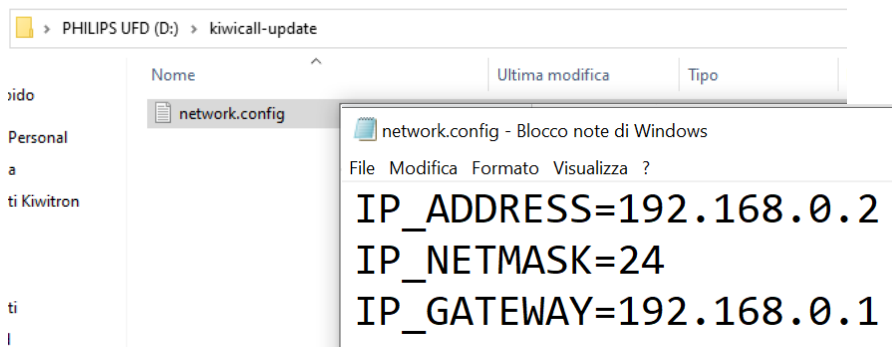 PHILIPS UFD (D:) > kiwicall-update
Nome Ultima modifica Tipo
network.config
Personal
ti Kiwitron
network.config - Blocco note di Windows
File Modifica Formato Visualizza ?
IP_ADDRESS=192.168.0.2
IP_NETMASK=24
IP_GATEWAY=192.168.0.1